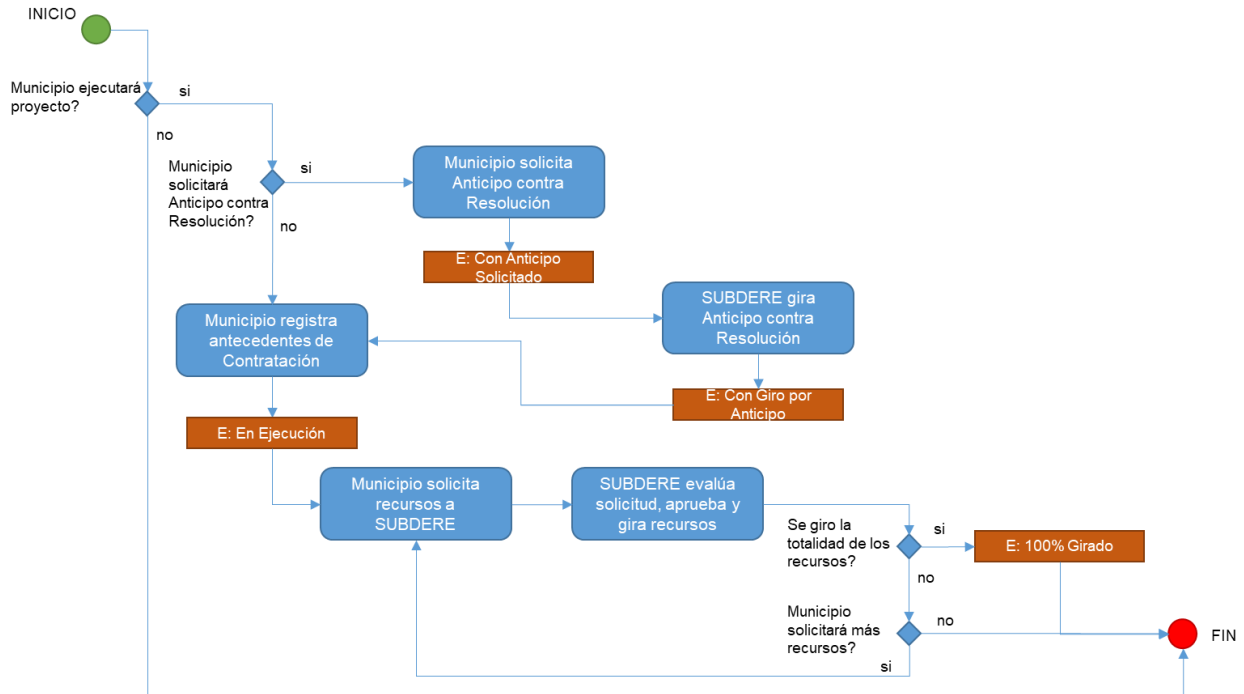 INICIO
Municipio ejecutará
proyecto?
si
no
Municipio
solicitará
Anticipo contra
Resolución?
si
no
Municipio solicita
Anticipo contra
Resolución
E: Con Anticipo
Solicitado
SUBDERE gira
Anticipo contra
Resolución
E: Con Giro por
Anticipo
Municipio registra
antecedentes de
Contratación
E: En Ejecución
Municipio solicita
recursos a
SUBDERE
SUBDERE evalúa
solicitud, aprueba y
gira recursos
Se giro la
totalidad de los
recursos?
si
no
E: 100% Girado
Municipio
solicitará más
recursos?
no
si
FIN